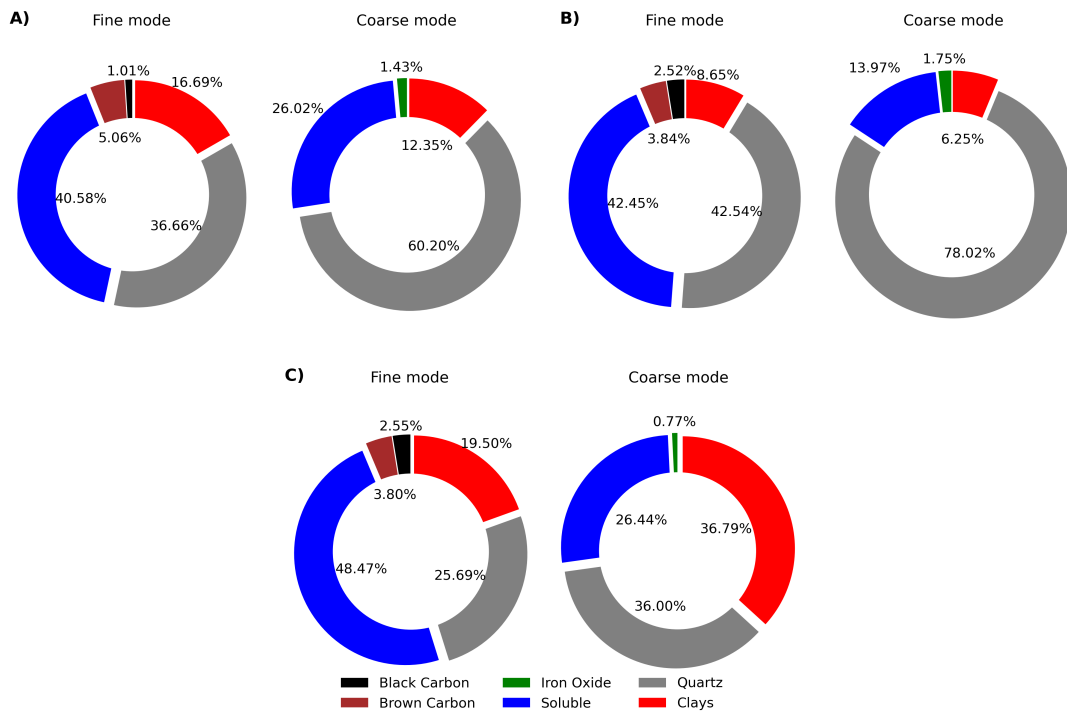 A)
Fine mode
Coarse mode
1.01%
16.69%
5.06%
40.58%
36.66%
1.43%
26.02%
12.35%
60.20%
B)
Fine mode
Coarse mode
2.52%
8.65%
3.84%
42.45%
42.54%
1.75%
13.97%
6.25%
78.02%
C)
Fine mode
Coarse mode
2.55%
19.50%
3.80%
48.47%
25.69%
0.77%
26.44%
36.79%
36.00%
Black Carbon
Brown Carbon
Iron Oxide
Soluble
Quartz
Clays